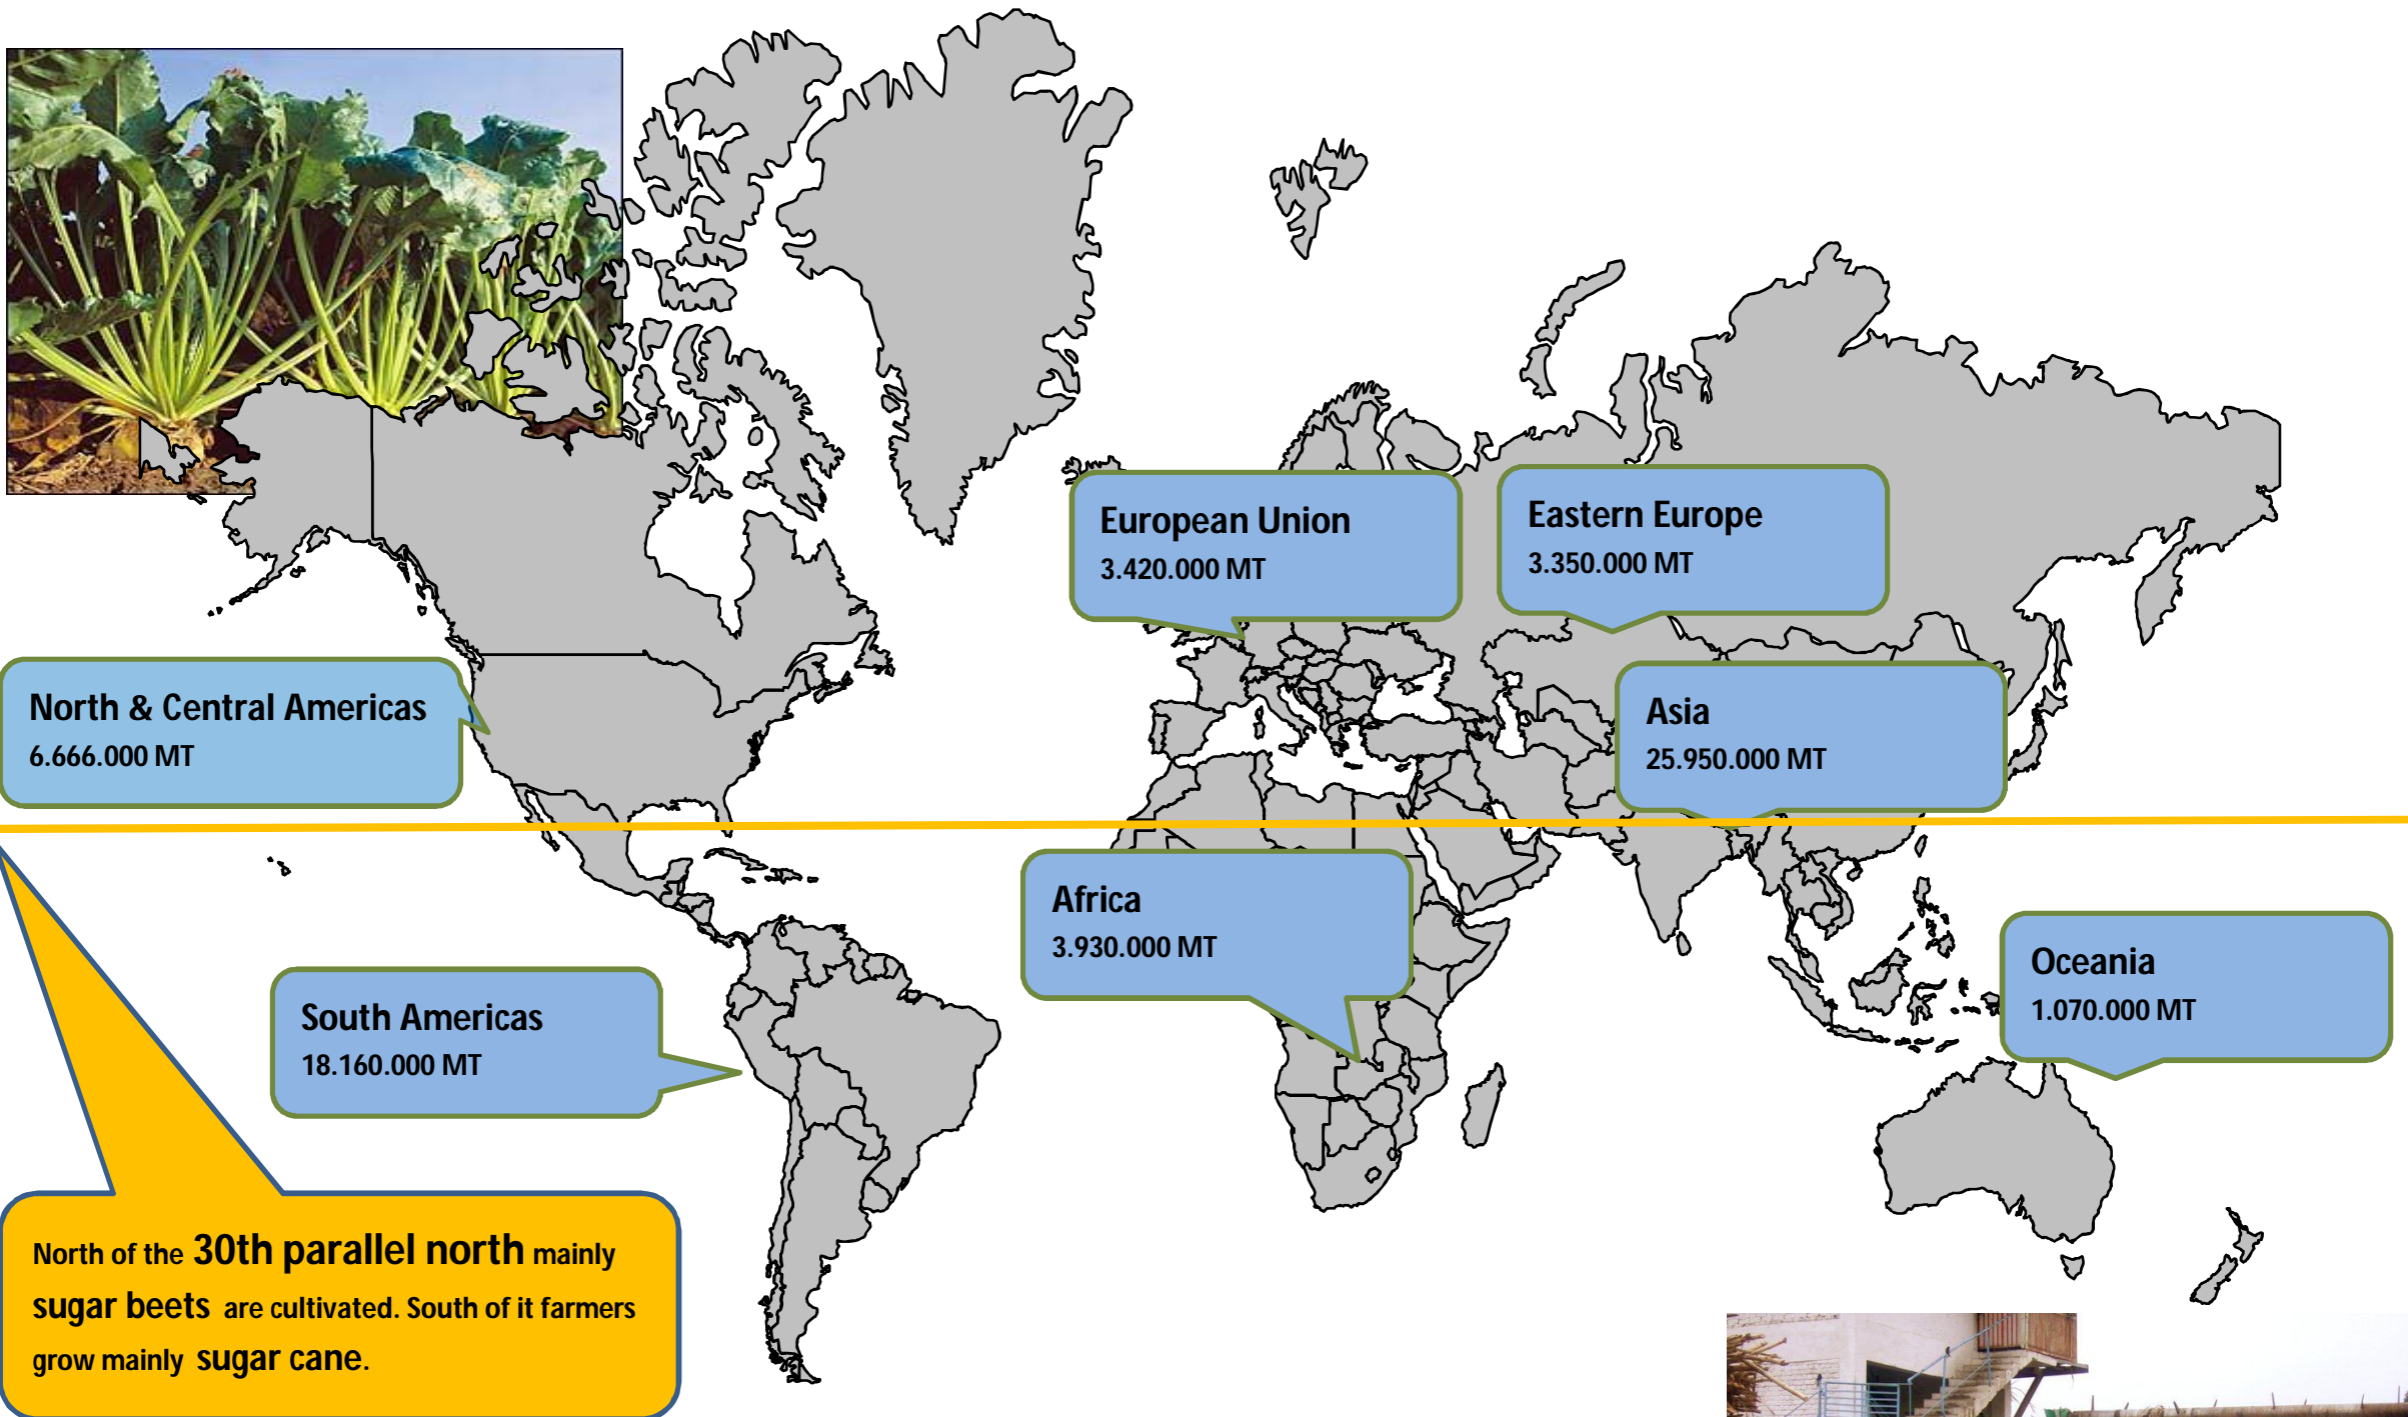 European Union
3.420.000 MT
Eastern Europe
3.350.000 MT
North & Central Americas
6.666.000 MT
Asia
25.950.000 MT
Africa
3.930.000 MT
Oceania
1.070.000 MT
South Americas
18.160.000 MT
North of the 30th parallel north mainly
sugar beets are cultivated. South of it farmers
grow mainly sugar cane.